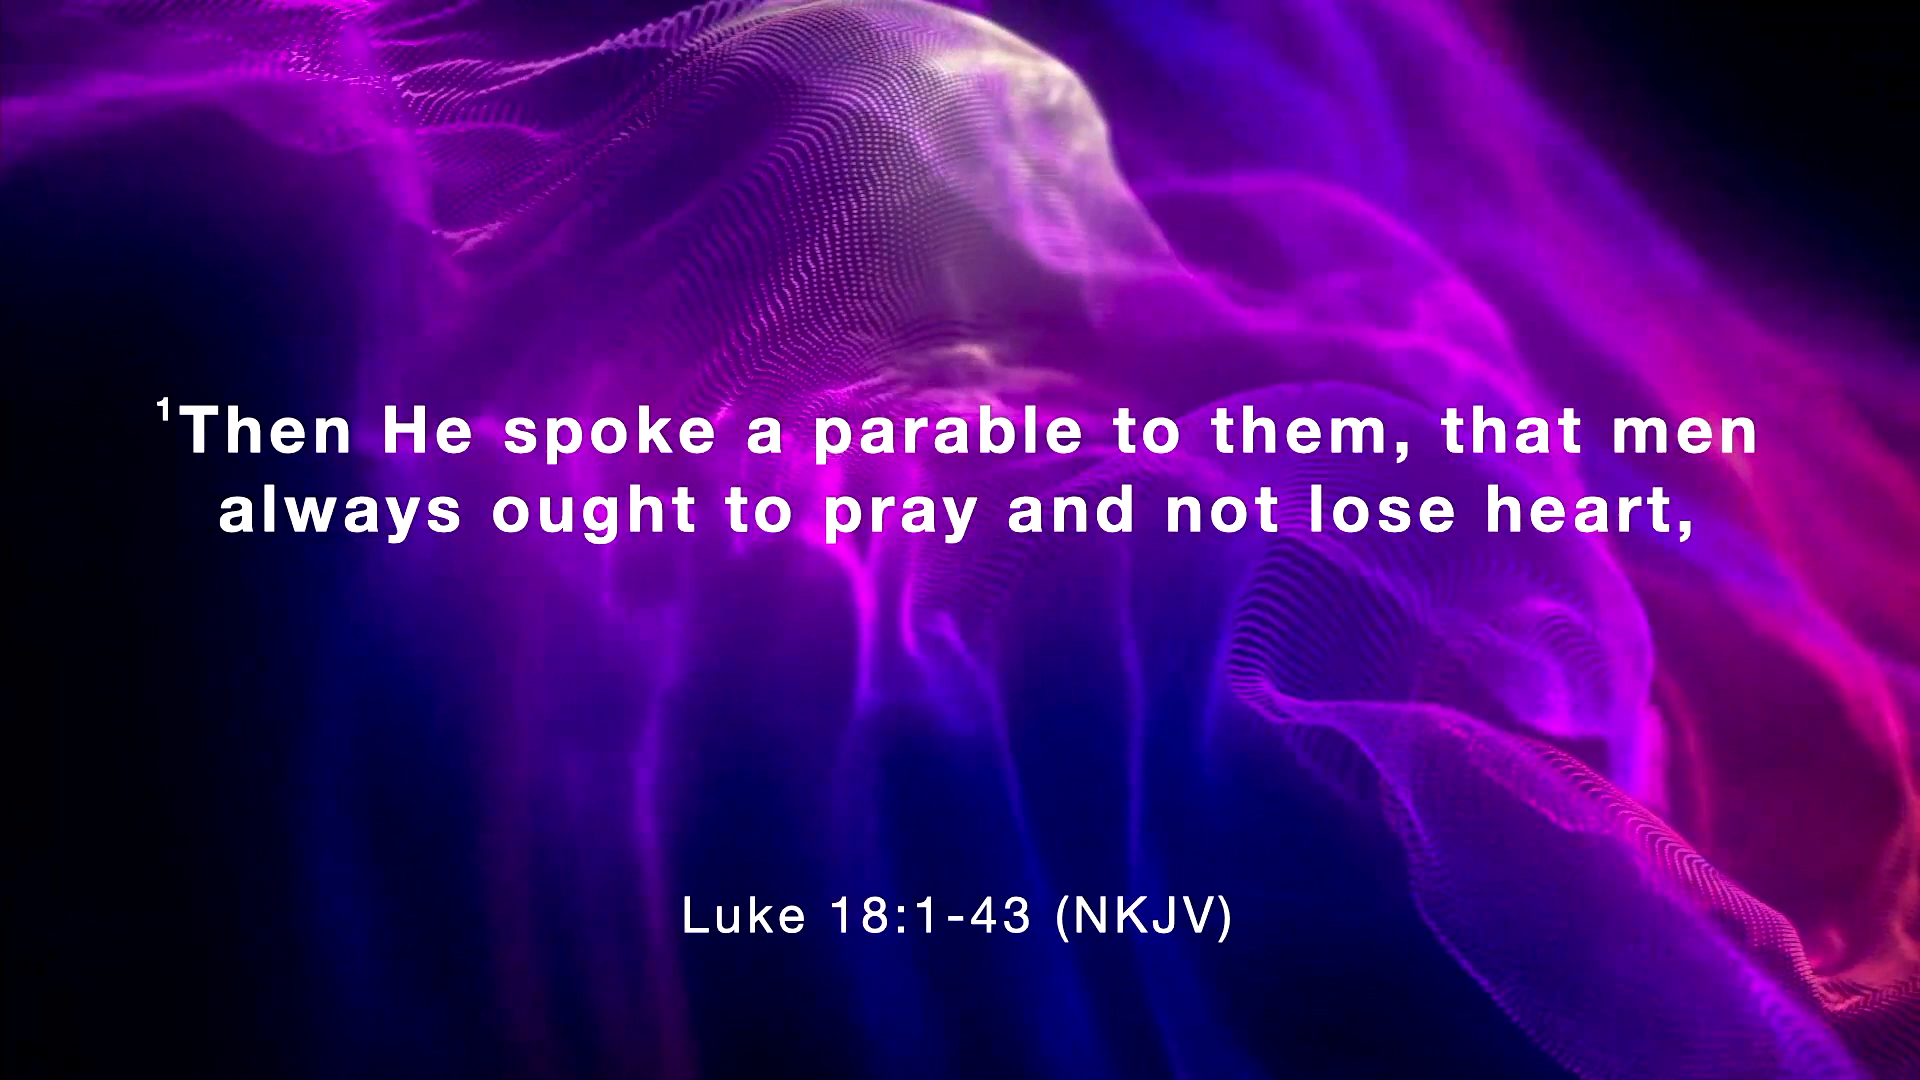 ¹Then He spoke a parable to them, that men
always ought to pray and not lose heart,
Luke 18:1-43 (NKJV)